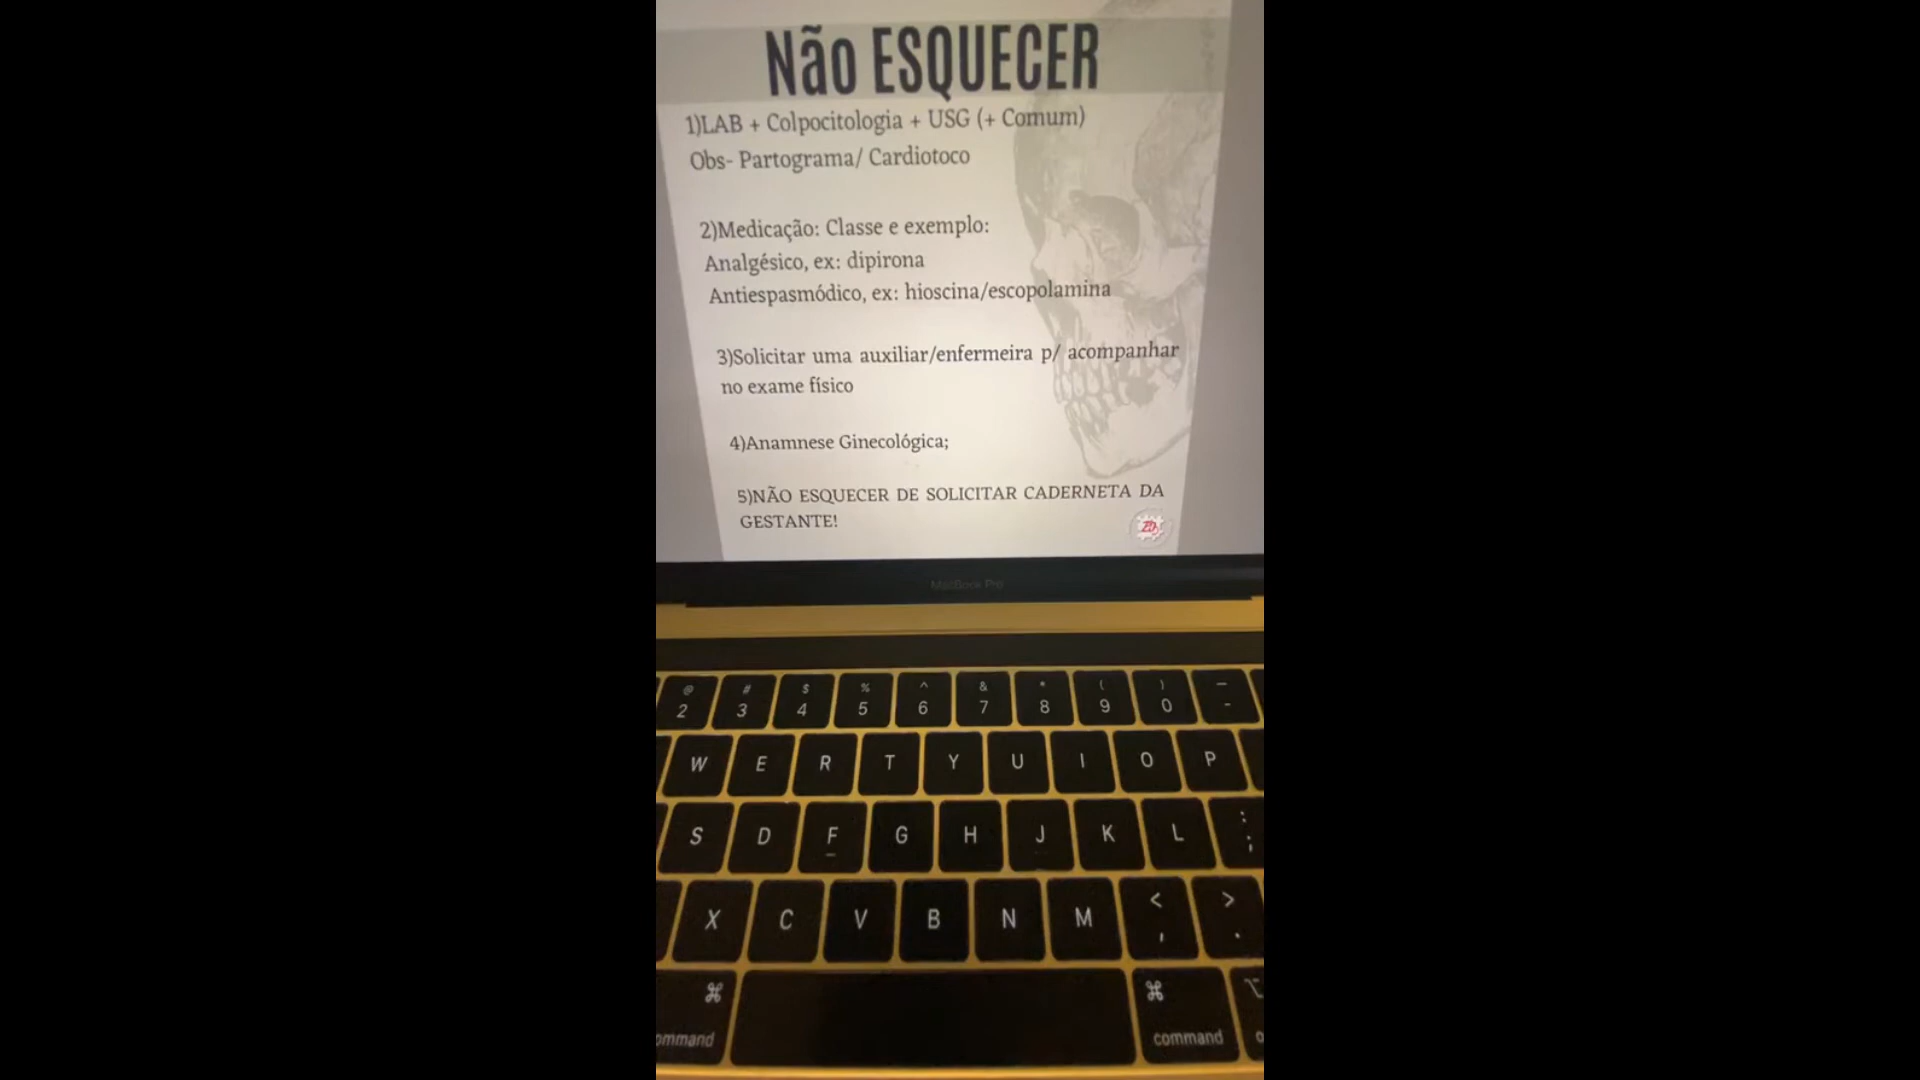 Não ESQUECER
1)LAB + Colpocitologia + USG (+ Comum)
Obs- Partograma/ Cardiotoco
2)Medicação: Classe e exemplo:
Analgésico, ex: dipirona
Antiespasmódico, ex: hioscina/escopolamina
3)Solicitar uma auxiliar/enfermeira p/ acompanhar
no exame físico
4)Anamnese Ginecológica;
5)NÃO ESQUECER DE SOLICITAR CADERNETA DA
GESTANTE!
MacBook Pro
@ # $ % ^ & * ( ) —
2 3 4 5 6 7 8 9 0 -
W E R T Y U I O P
S D F G H J K L : ;
X C V B N M < , > .
⌘ ⌘ ⌥
command command